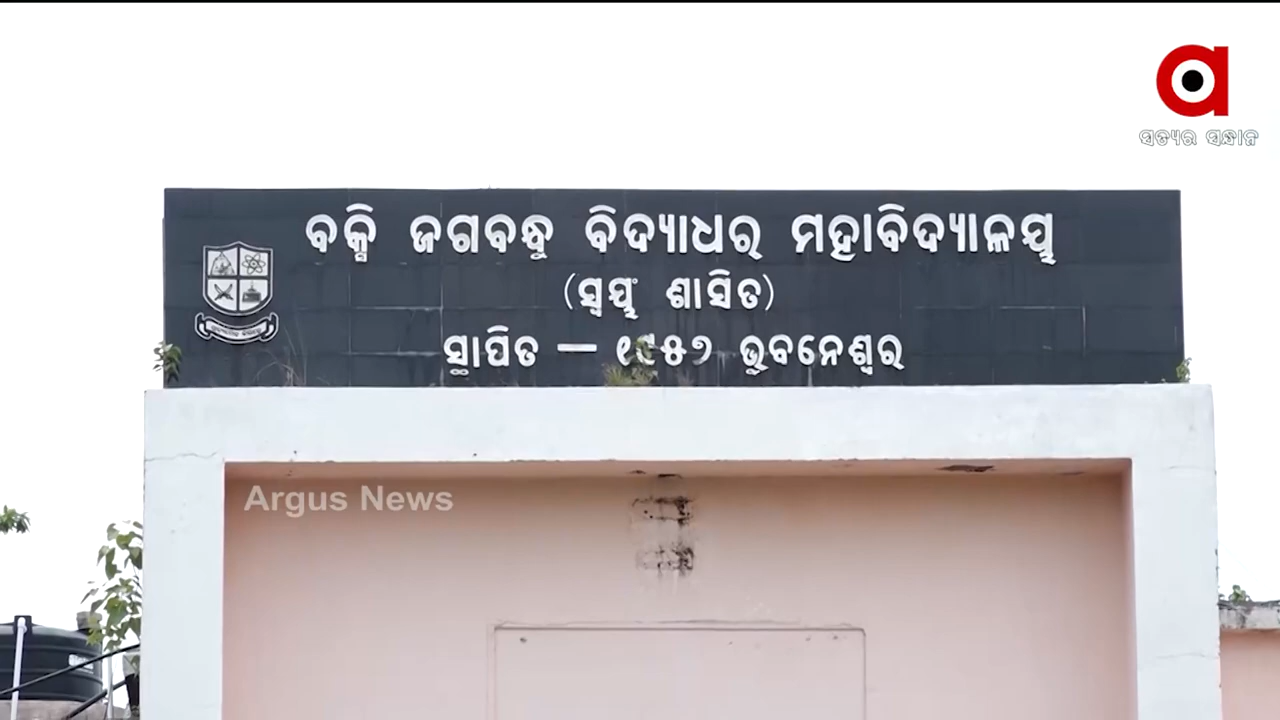 ସତ୍ୟର ସନ୍ଧାନ
ବକ୍ସି ଜଗବନ୍ଧୁ ବିଦ୍ୟାଧର ମହାବିଦ୍ୟାଳୟ
(ସ୍ୱୟଂ ଶାସିତ)
ସ୍ଥାପିତ — ୧୯୫୭ ଭୁବନେଶ୍ୱର
Argus News